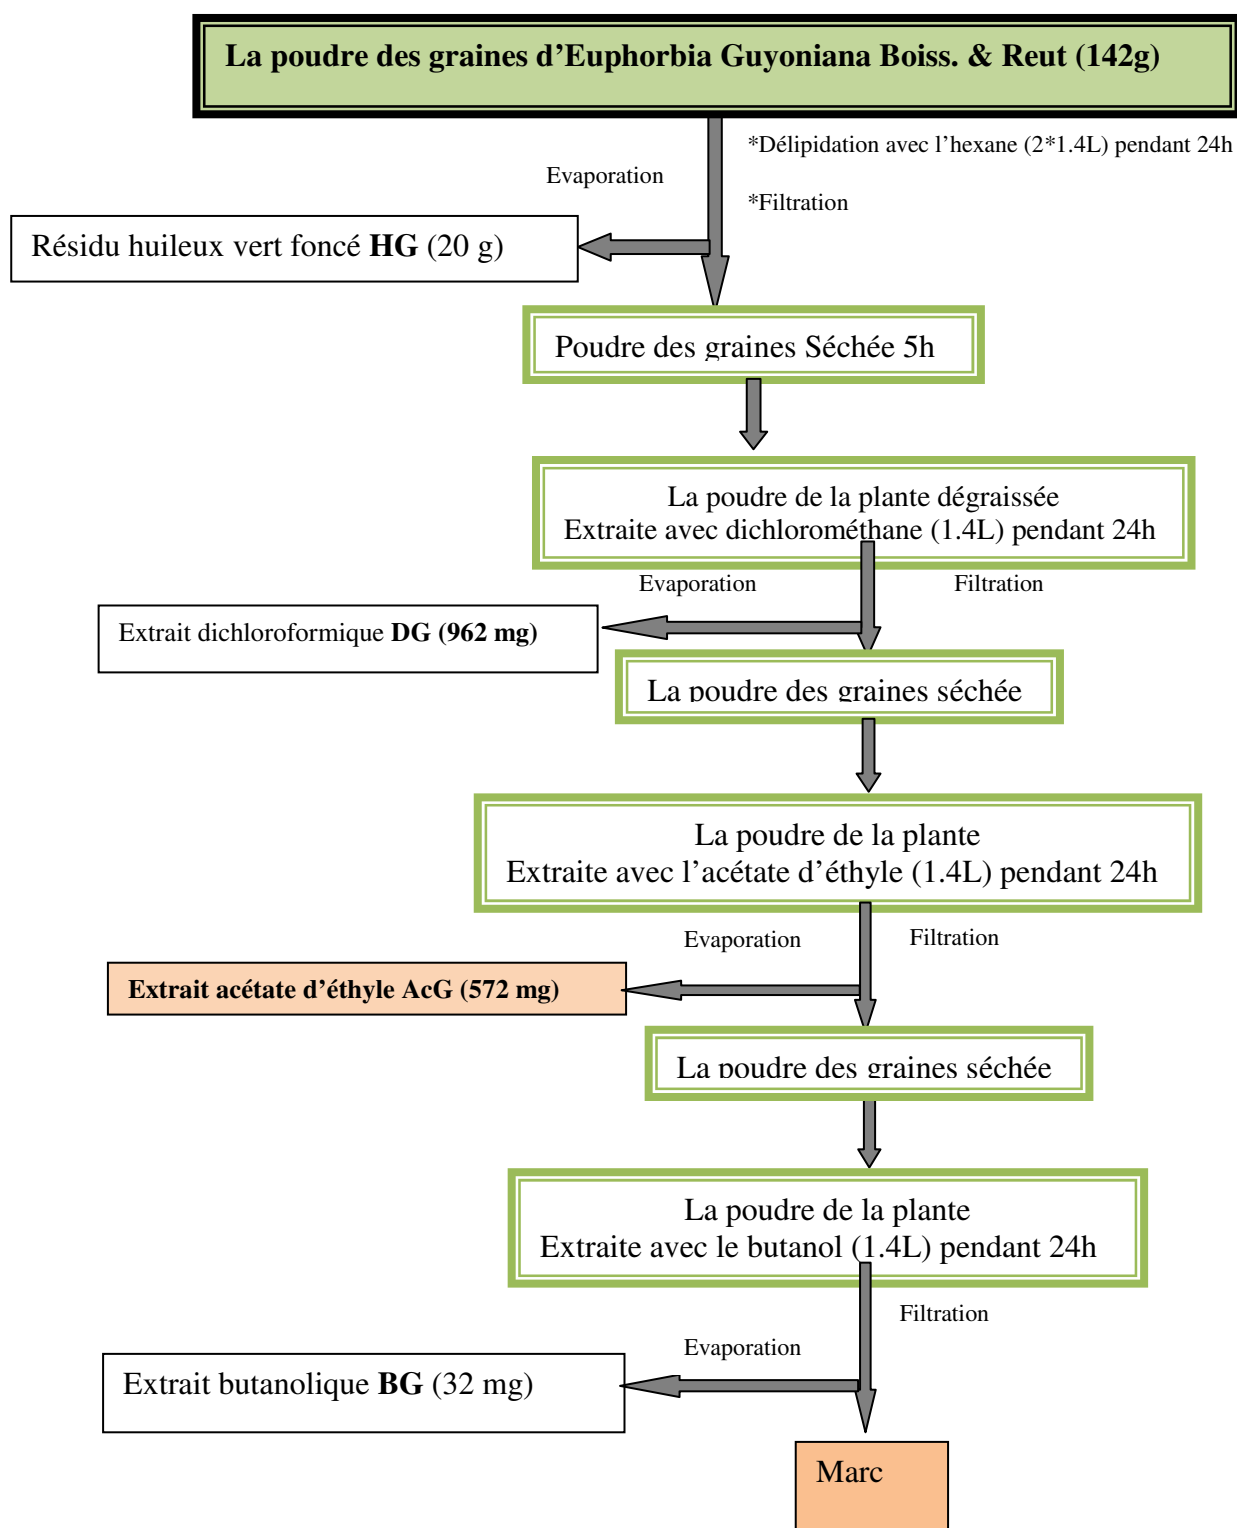 La poudre des graines d’Euphorbia Guyoniana Boiss. & Reut (142g)
*Délipidation avec l’hexane (2*1.4L) pendant 24h
Evaporation
*Filtration
Résidu huileux vert foncé HG (20 g)
Poudre des graines Séchée 5h
La poudre de la plante dégraissée
Extraite avec dichlorométhane (1.4L) pendant 24h
Evaporation
Filtration
Extrait dichloroformique DG (962 mg)
La poudre des graines séchée
La poudre de la plante
Extraite avec l’acétate d’éthyle (1.4L) pendant 24h
Evaporation
Filtration
Extrait acétate d’éthyle AcG (572 mg)
La poudre des graines séchée
La poudre de la plante
Extraite avec le butanol (1.4L) pendant 24h
Filtration
Evaporation
Extrait butanolique BG (32 mg)
Marc